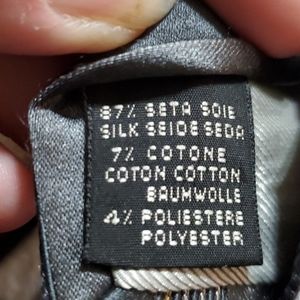 87% SETA SOIE
SILK SEIDE SEDA
7% COTONE
COTON COTTON
BAUMWOLLE
4% POLIESTERE
POLYESTER